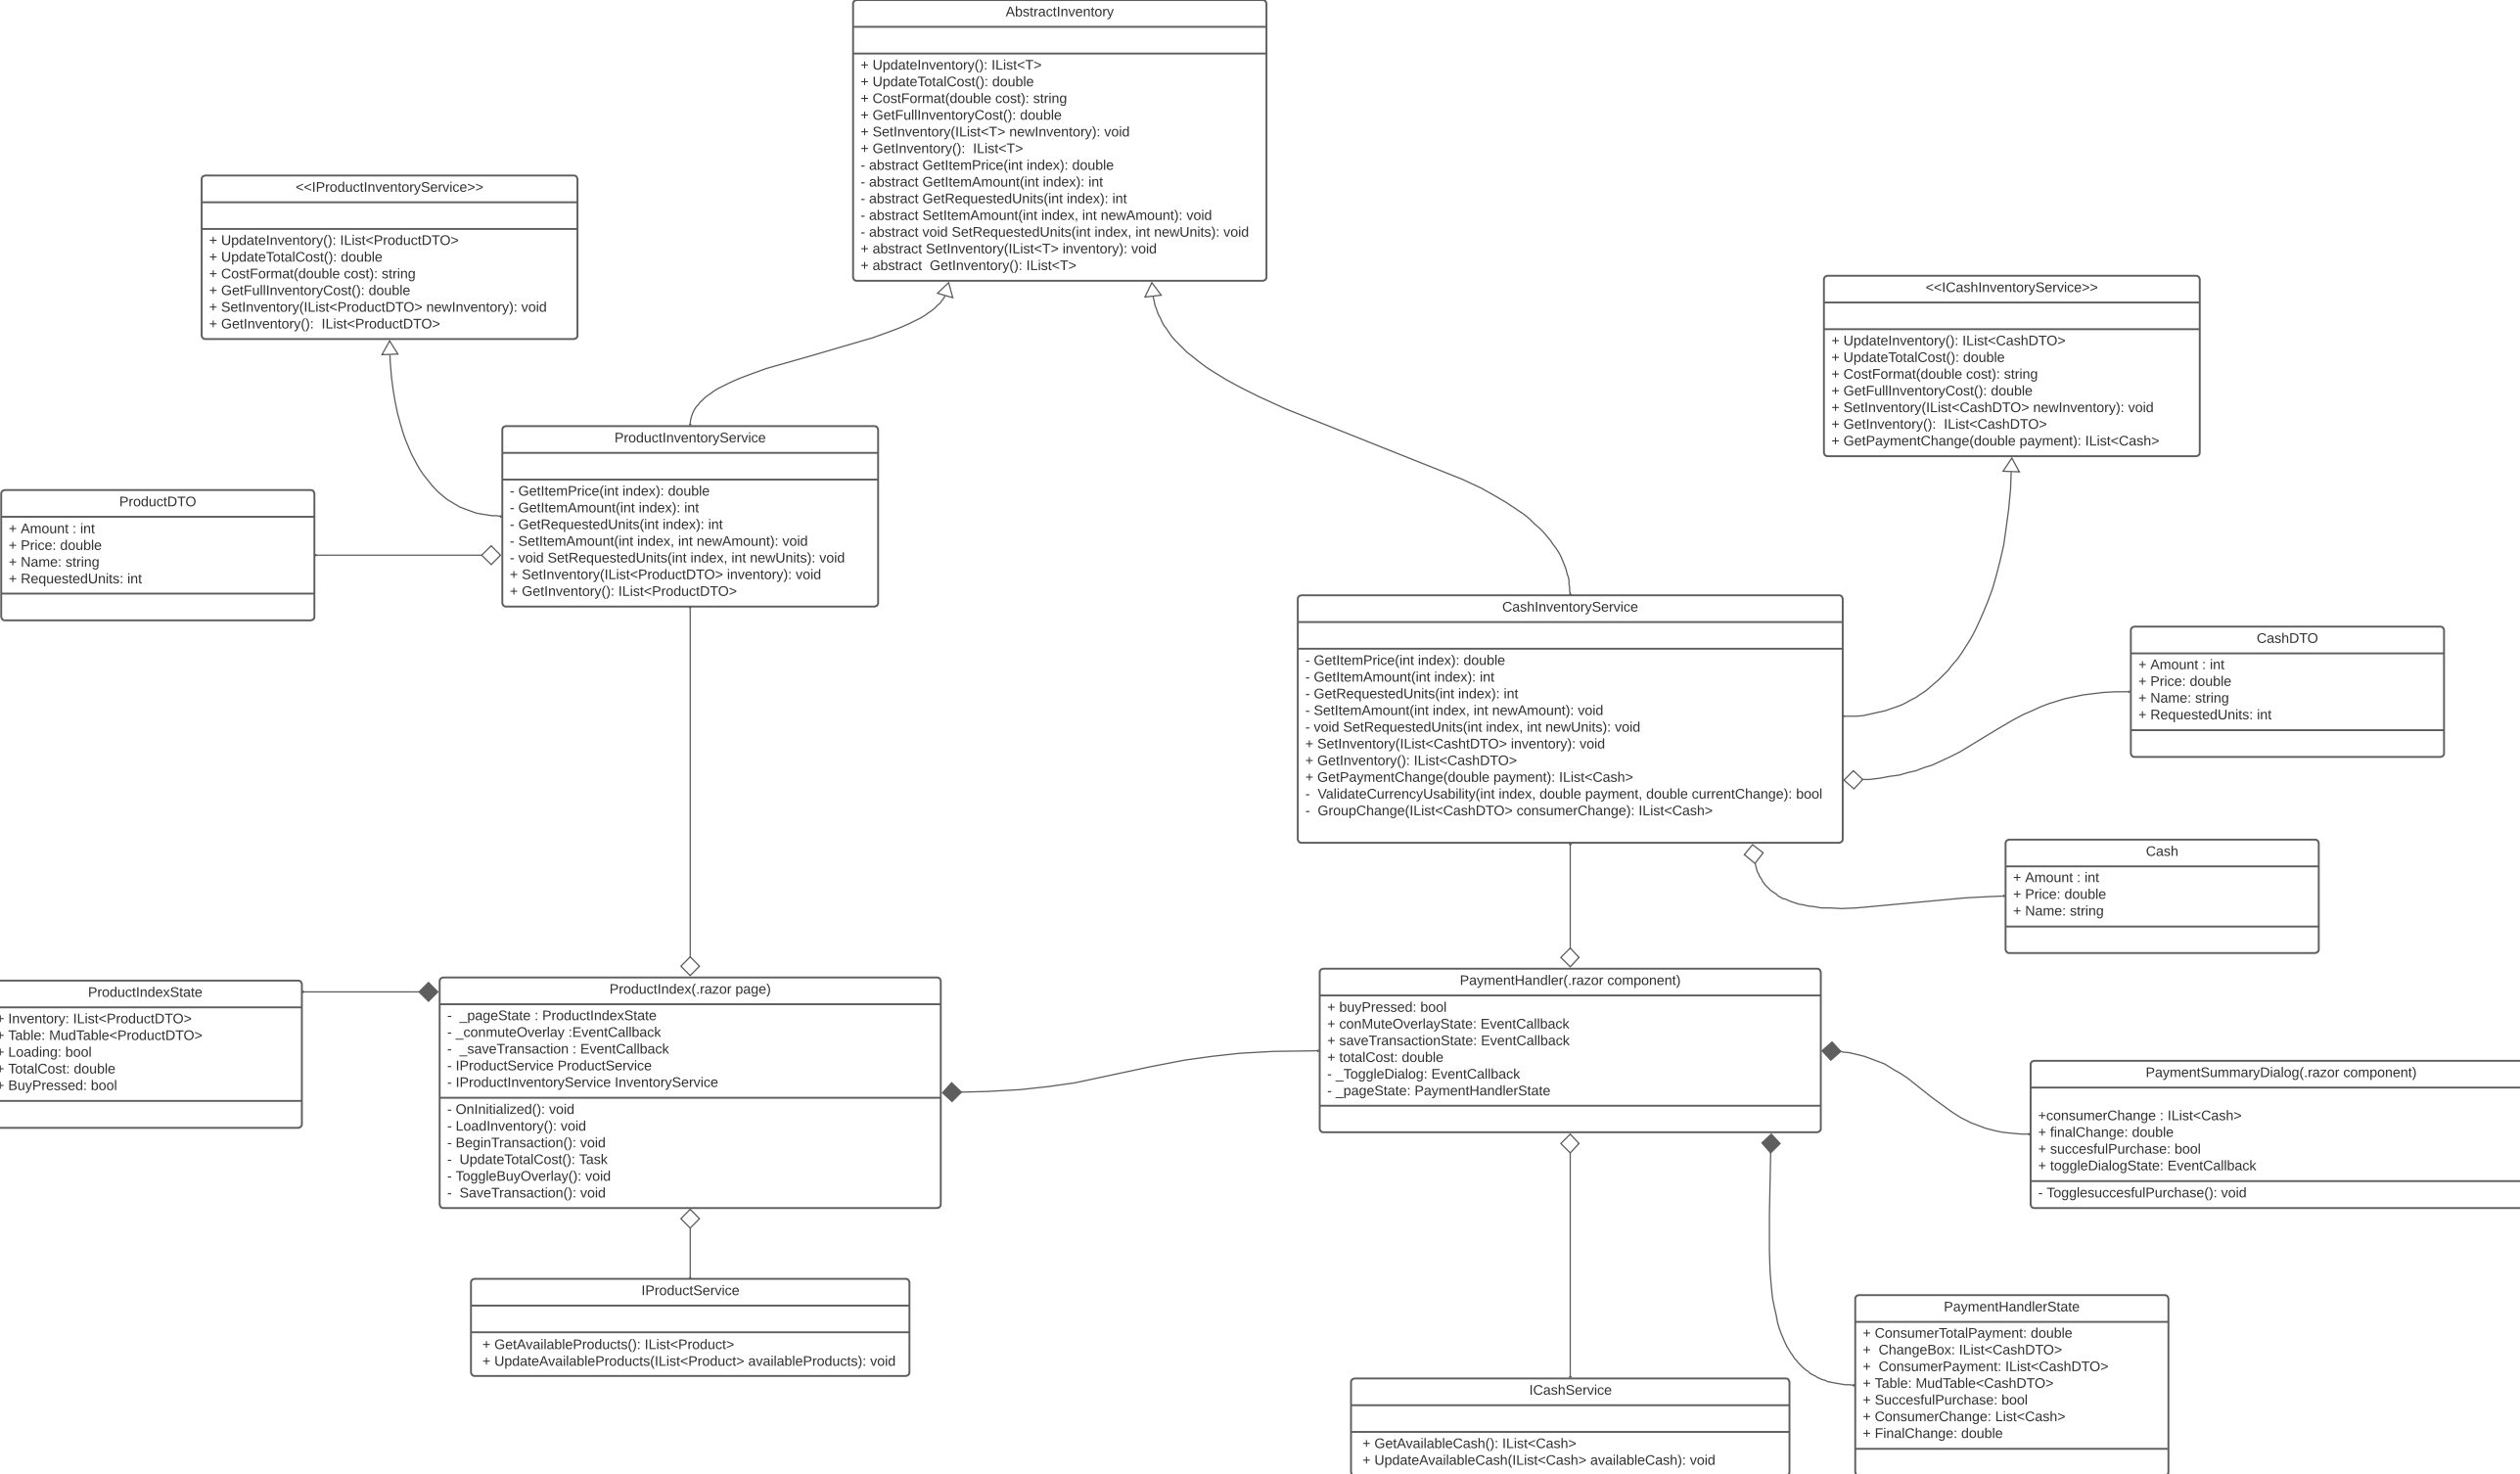 AbstractInventory
+ UpdateInventory(): IList<T>
+ UpdateTotalCost(): double
+ CostFormat(double cost): string
+ GetFullInventoryCost(): double
+ SetInventory(IList<T> newInventory): void
+ GetInventory():  IList<T>
- abstract GetItemPrice(int index): double
- abstract GetItemAmount(int index): int
- abstract GetRequestedUnits(int index): int
- abstract SetItemAmount(int index, int newAmount): void
- abstract void SetRequestedUnits(int index, int newUnits): void
+ abstract SetInventory(IList<T> inventory): void
+ abstract  GetInventory(): IList<T>
<<IProductInventoryService>>
+ UpdateInventory(): IList<ProductDTO>
+ UpdateTotalCost(): double
+ CostFormat(double cost): string
+ GetFullInventoryCost(): double
+ SetInventory(IList<ProductDTO> newInventory): void
+ GetInventory():  IList<ProductDTO>
<<ICashInventoryService>>
+ UpdateInventory(): IList<CashDTO>
+ UpdateTotalCost(): double
+ CostFormat(double cost): string
+ GetFullInventoryCost(): double
+ SetInventory(IList<CashDTO> newInventory): void
+ GetInventory():  IList<CashDTO>
+ GetPaymentChange(double payment): IList<Cash>
ProductInventoryService
- GetItemPrice(int index): double
- GetItemAmount(int index): int
- GetRequestedUnits(int index): int
- SetItemAmount(int index, int newAmount): void
- void SetRequestedUnits(int index, int newUnits): void
+ SetInventory(IList<ProductDTO> inventory): void
+ GetInventory(): IList<ProductDTO>
ProductDTO
+ Amount : int
+ Price: double
+ Name: string
+ RequestedUnits: int
CashInventoryService
- GetItemPrice(int index): double
- GetItemAmount(int index): int
- GetRequestedUnits(int index): int
- SetItemAmount(int index, int newAmount): void
- void SetRequestedUnits(int index, int newUnits): void
+ SetInventory(IList<CashtDTO> inventory): void
+ GetInventory(): IList<CashDTO>
+ GetPaymentChange(double payment): IList<Cash>
-  ValidateCurrencyUsability(int index, double payment, double currentChange): bool
-  GroupChange(IList<CashDTO> consumerChange): IList<Cash>
CashDTO
+ Amount : int
+ Price: double
+ Name: string
+ RequestedUnits: int
Cash
+ Amount : int
+ Price: double
+ Name: string
ProductIndexState
+ Inventory: IList<ProductDTO>
+ Table: MudTable<ProductDTO>
+ Loading: bool
+ TotalCost: double
+ BuyPressed: bool
ProductIndex(.razor page)
-  _pageState : ProductIndexState
- _conmuteOverlay :EventCallback
-  _saveTransaction : EventCallback
- IProductService ProductService
- IProductInventoryService InventoryService
- OnInitialized(): void
- LoadInventory(): void
- BeginTransaction(): void
-  UpdateTotalCost(): Task
- ToggleBuyOverlay(): void
-  SaveTransaction(): void
PaymentHandler(.razor component)
+ buyPressed: bool
+ conMuteOverlayState: EventCallback
+ saveTransactionState: EventCallback
+ totalCost: double
- _ToggleDialog: EventCallback
- _pageState: PaymentHandlerState
PaymentSummaryDialog(.razor component)
+consumerChange : IList<Cash>
+ finalChange: double
+ succesfulPurchase: bool
+ toggleDialogState: EventCallback
- TogglesuccesfulPurchase(): void
IProductService
+ GetAvailableProducts(): IList<Product>
+ UpdateAvailableProducts(IList<Product> availableProducts): void
PaymentHandlerState
+ ConsumerTotalPayment: double
+  ChangeBox: IList<CashDTO>
+  ConsumerPayment: IList<CashDTO>
+ Table: MudTable<CashDTO>
+ SuccesfulPurchase: bool
+ ConsumerChange: List<Cash>
+ FinalChange: double
ICashService
+ GetAvailableCash(): IList<Cash>
+ UpdateAvailableCash(IList<Cash> availableCash): void